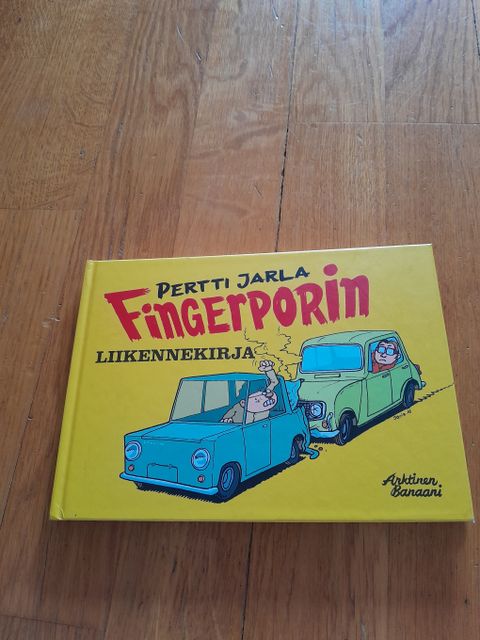 PERTTI JARLA
FINGERPORIN
LIIKENNEKIRJA
Arktinen
Banaani